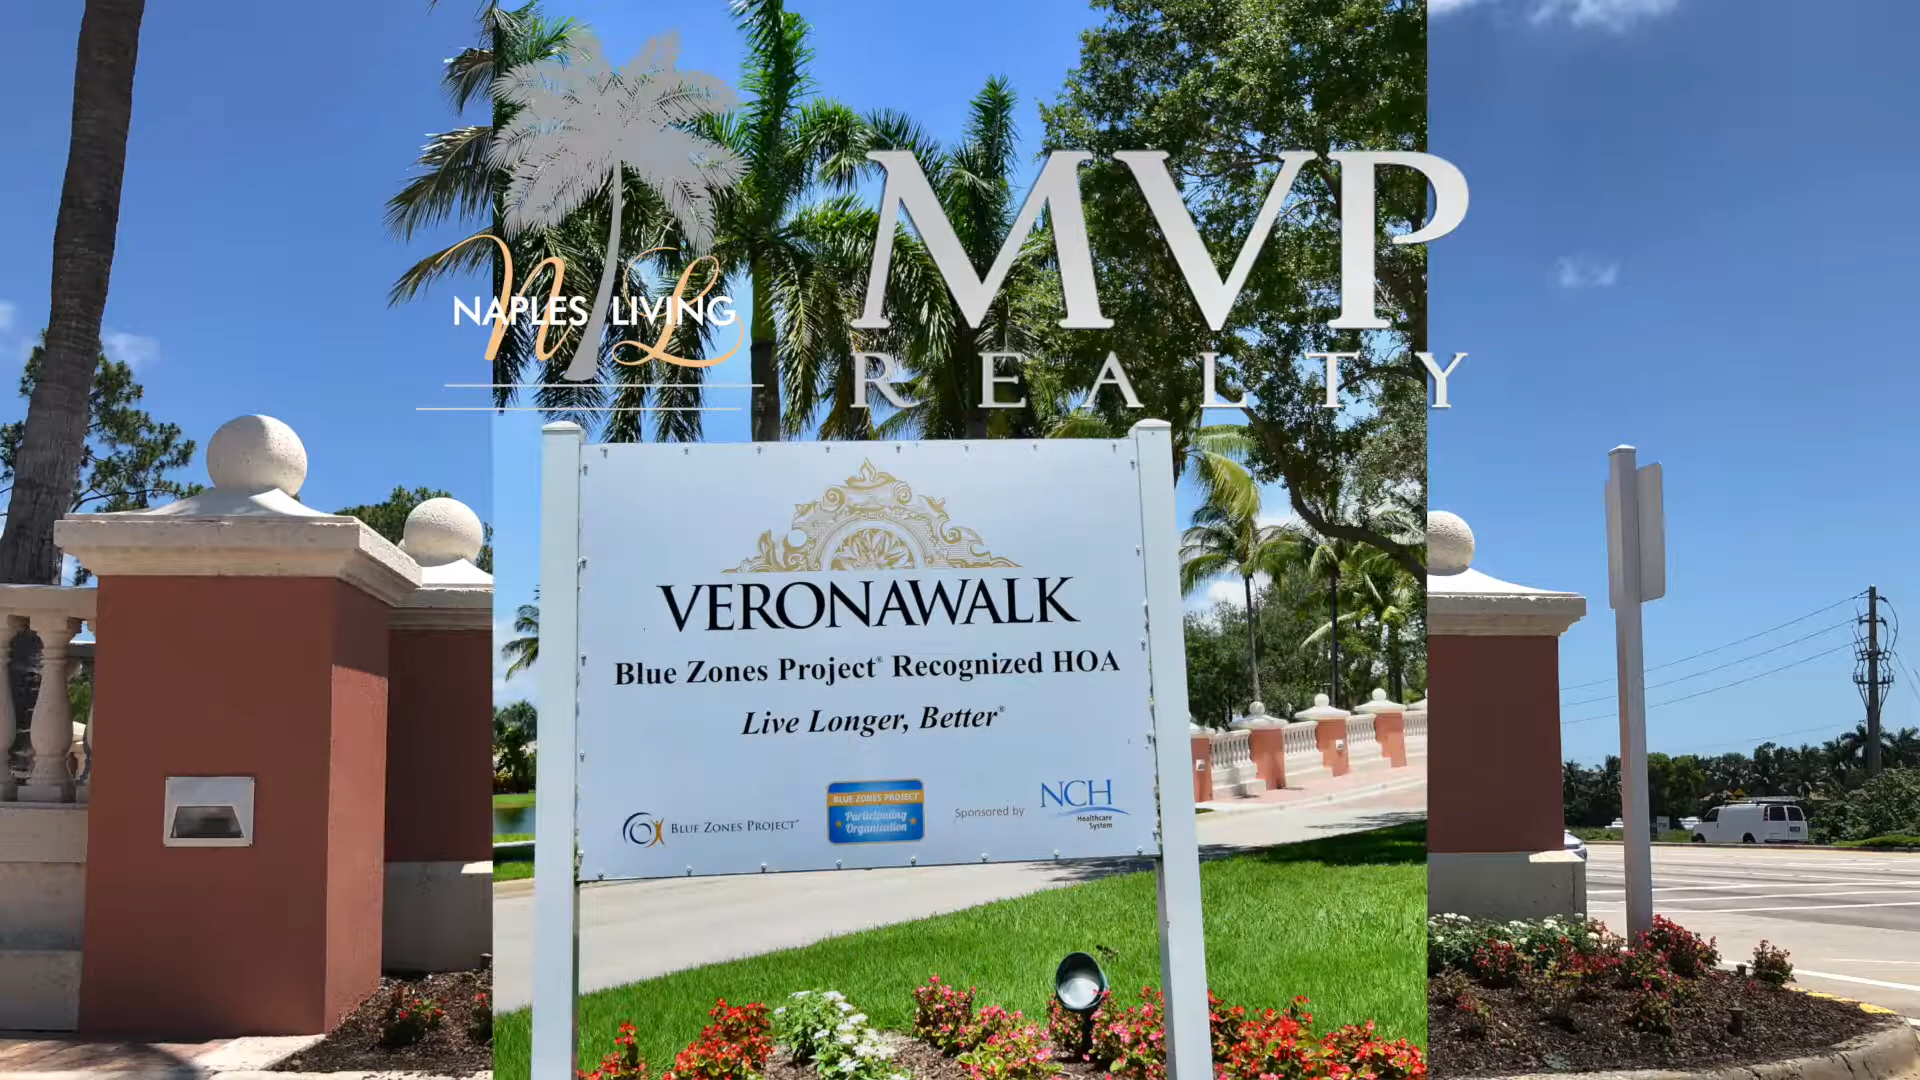 NL
NAPLES LIVING
MVP
REALTY
VERONAWALK
Blue Zones Project® Recognized HOA
Live Longer, Better®
BLUE ZONES PROJECT
BLUE ZONES PROJECT
Participating
Organization
Sponsored by
NCH
Healthcare
System